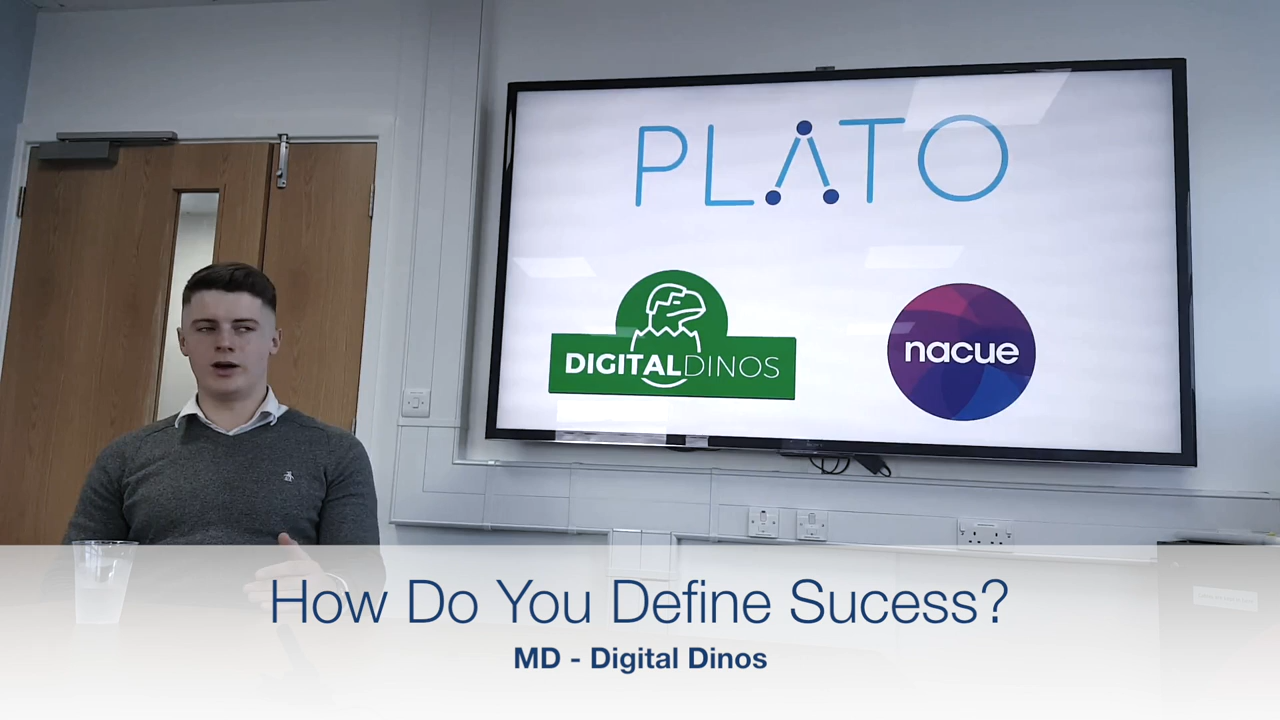 PLATO
DIGITALDINOS
nacue
How Do You Define Sucess?
MD - Digital Dinos